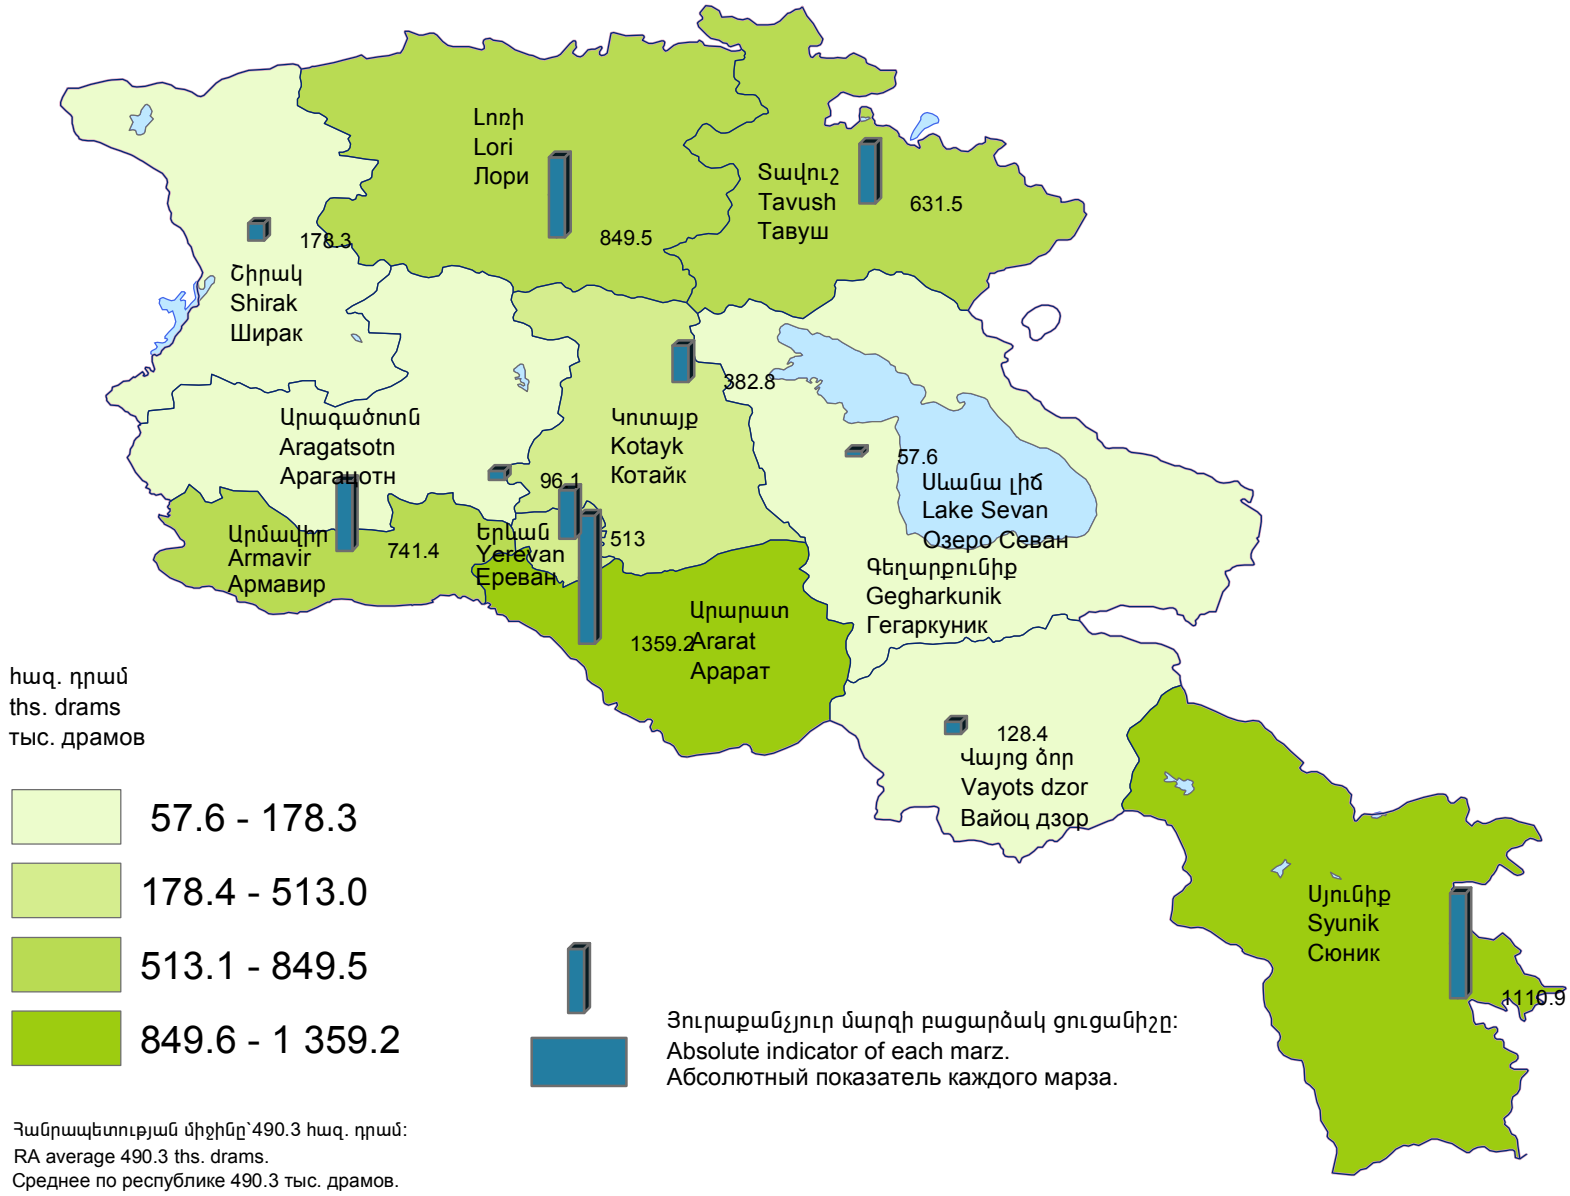 Լոռի
Lori
Лори
849.5
Տավուշ
Tavush
Тавуш
631.5
178.3
Շիրակ
Shirak
Ширак
382.8
Արագածոտն
Aragatsotn
Арагацотн
96.1
Կոտայք
Kotayk
Котайк
57.6
Սևանա լիճ
Lake Sevan
Озеро Севан
Արմավիր
Armavir
Армавир
741.4
Երևան
Yerevan
Ереван
513
Գեղարքունիք
Gegharkunik
Гегаркуник
1359.2
Արարատ
Ararat
Арарат
128.4
Վայոց ձոր
Vayots dzor
Вайоц дзор
Սյունիք
Syunik
Сюник
1110.9
հազ. դրամ
ths. drams
тыс. драмов
57.6 - 178.3
178.4 - 513.0
513.1 - 849.5
849.6 - 1 359.2
Յուրաքանչյուր մարզի բացարձակ ցուցանիշը:
Absolute indicator of each marz.
Абсолютный показатель каждого марза.
Հանրապետության միջինը՝490.3 հազ. դրամ:
RA average 490.3 ths. drams.
Среднее по республике 490.3 тыс. драмов.